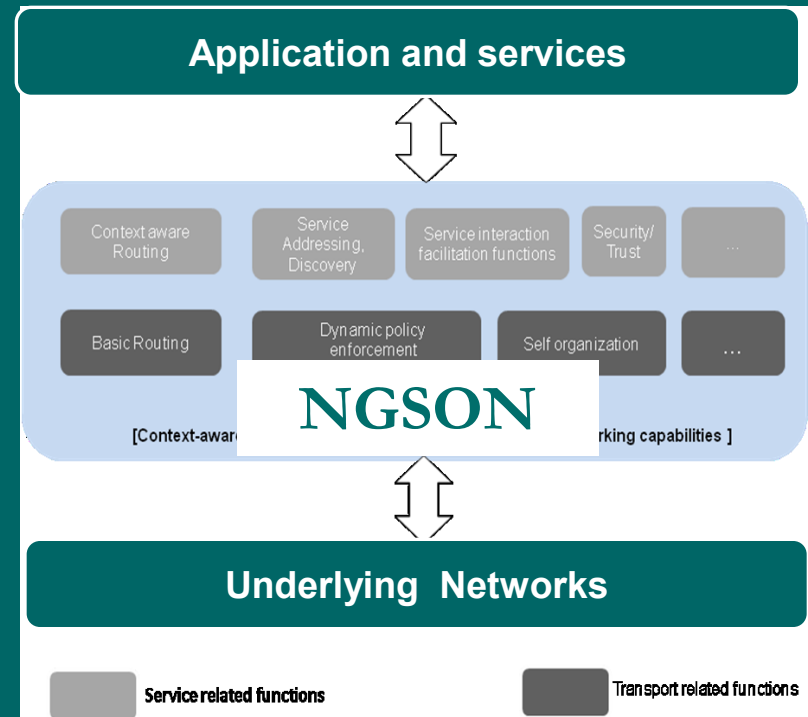 Application and services
Context aware
Routing
Service
Addressing,
Discovery
Service interaction
facilitation functions
Security/
Trust
...
Basic Routing
Dynamic policy
enforcement
Self organization
...
NGSON
[Context-awar
rking capabilities ]
Underlying Networks
Service related functions
Transport related functions